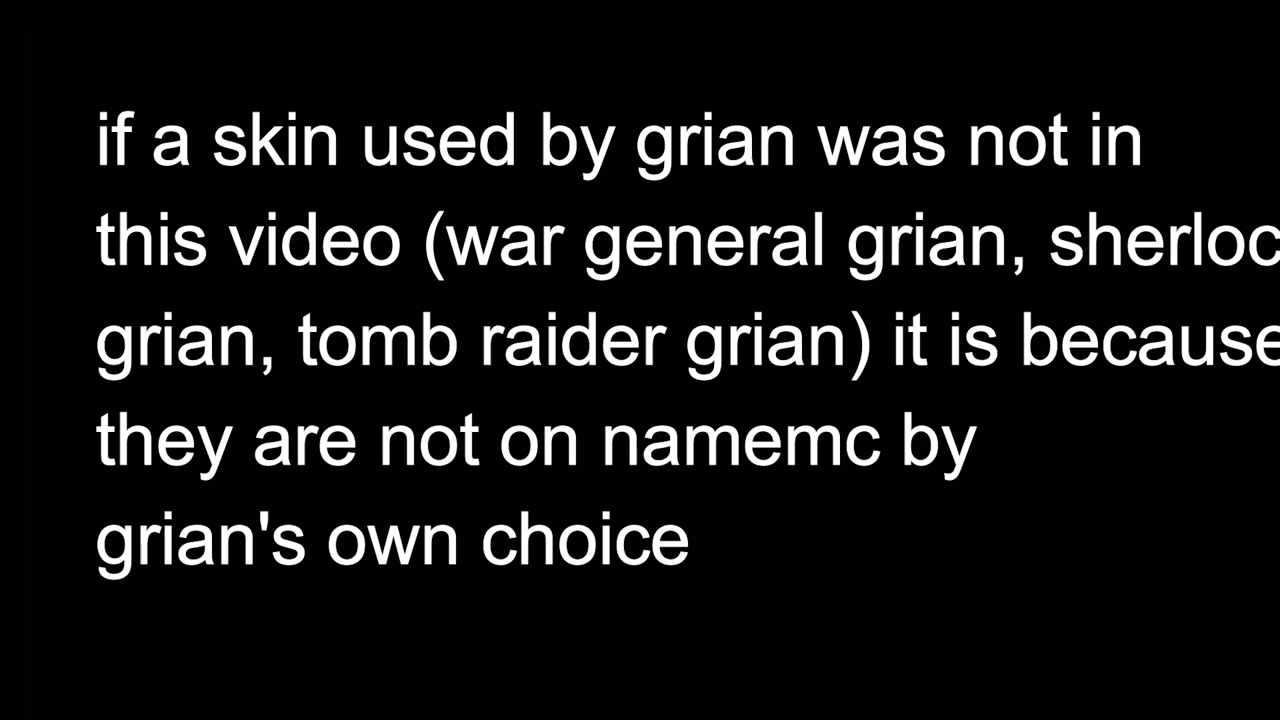 if a skin used by grian was not in
this video (war general grian, sherloc
grian, tomb raider grian) it is because
they are not on namemc by
grian's own choice